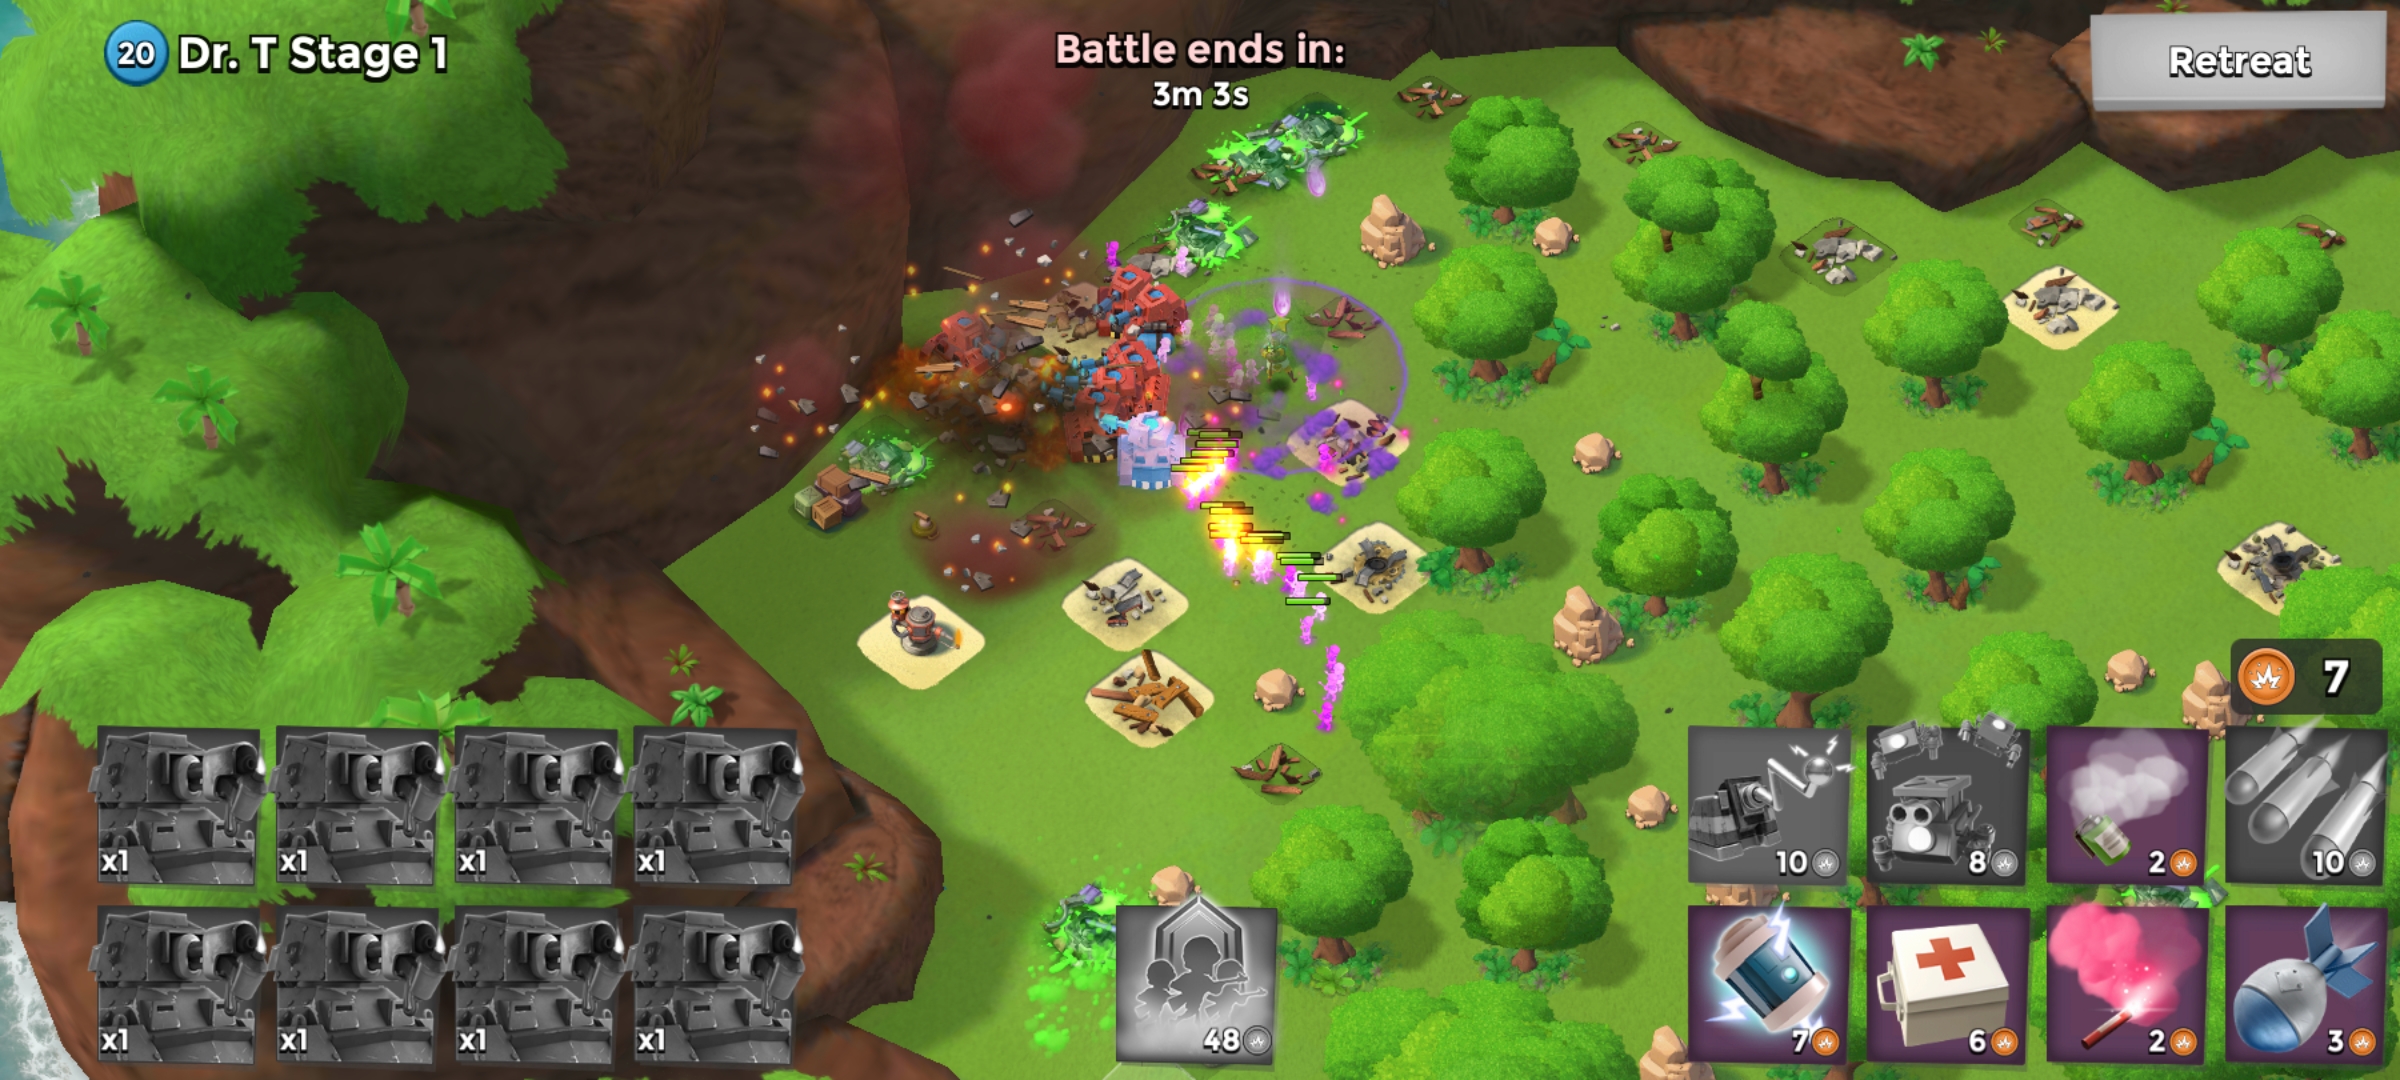 20 Dr. T Stage 1
Battle ends in:
3m 3s
Retreat
7
x1 x1 x1 x1
10 8 2 10
x1 x1 x1 x1
48
7 6 2 3